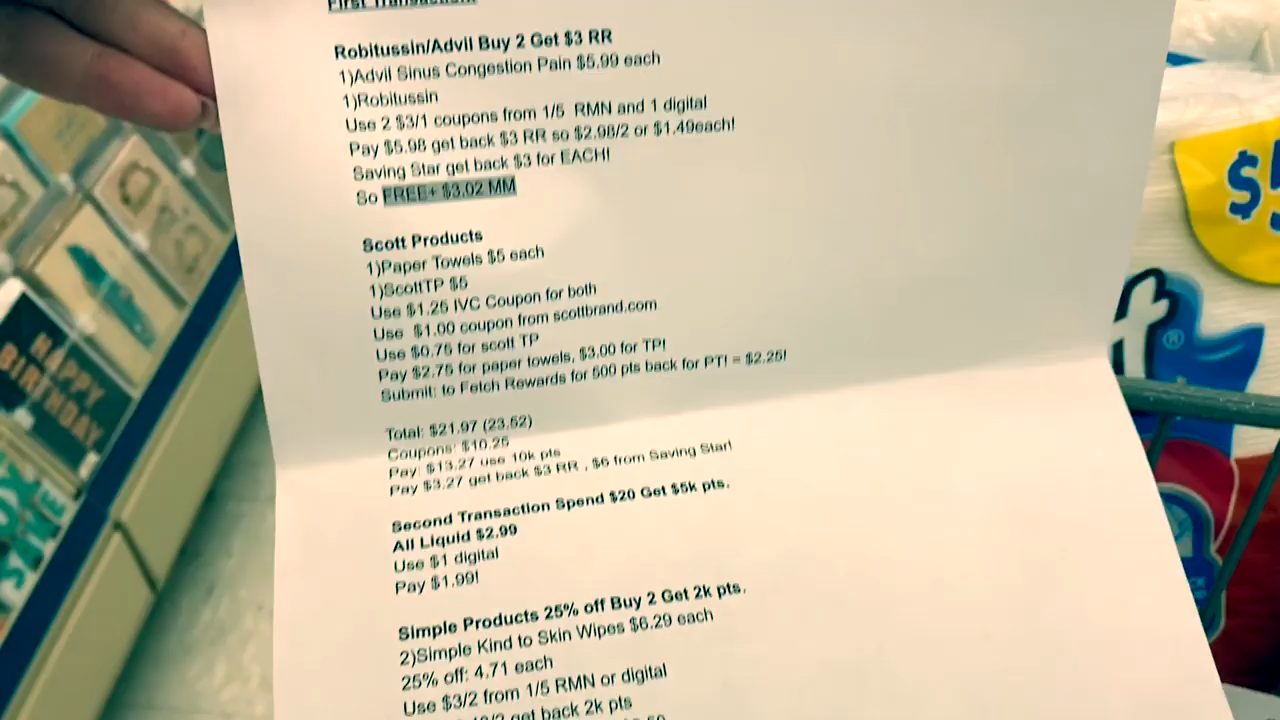 First Transaction:
Robitussin/Advil Buy 2 Get $3 RR
1)Advil Sinus Congestion Pain $5.99 each
1)Robitussin
Use 2 $3/1 coupons from 1/5 RMN and 1 digital
Pay $5.98 get back $3 RR so $2.98/2 or $1.49each!
Saving Star get back $3 for EACH!
So FREE+ $3.02 MM
Scott Products
1)Paper Towels $5 each
1)ScottTP $5
Use $1.25 IVC Coupon for both
Use $1.00 coupon from scottbrand.com
Use $0.75 for scott TP
Pay $2.75 for paper towels, $3.00 for TP!
Submit: to Fetch Rewards for 500 pts back for PT! = $2.25!
Total: $21.97 (23.52)
Coupons: $10.25
Pay: $13.27 use 10k pts
Pay $3.27 get back $3 RR , $6 from Saving Star!
Second Transaction Spend $20 Get $5k pts.
All Liquid $2.99
Use $1 digital
Pay $1.99!
Simple Products 25% off Buy 2 Get 2k pts.
2)Simple Kind to Skin Wipes $6.29 each
25% off: 4.71 each
Use $3/2 from 1/5 RMN or digital
get back 2k pts
HAPPY
BIRTHDAY
$5
®